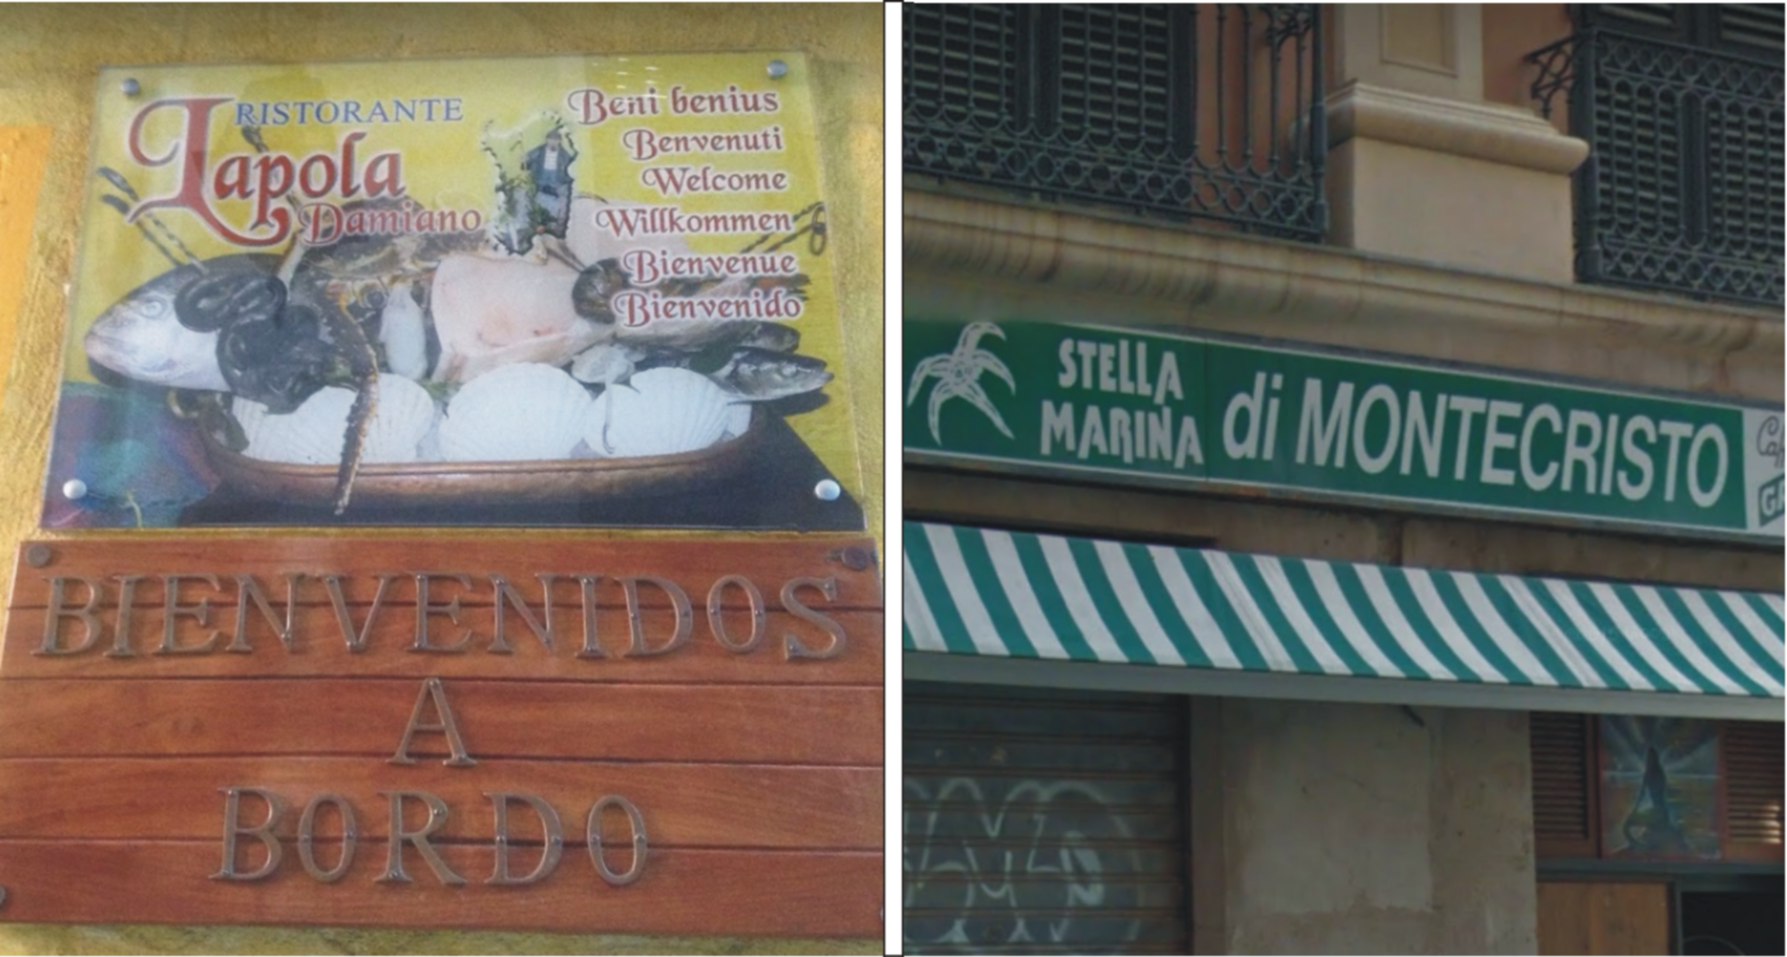 RISTORANTE
Lapola
Damiano
Beni benius
Benvenuti
Welcome
Willkommen
Bienvenue
Bienvenido
BIENVENIDOS
A
BORDO
STELLA
MARINA
di MONTECRISTO